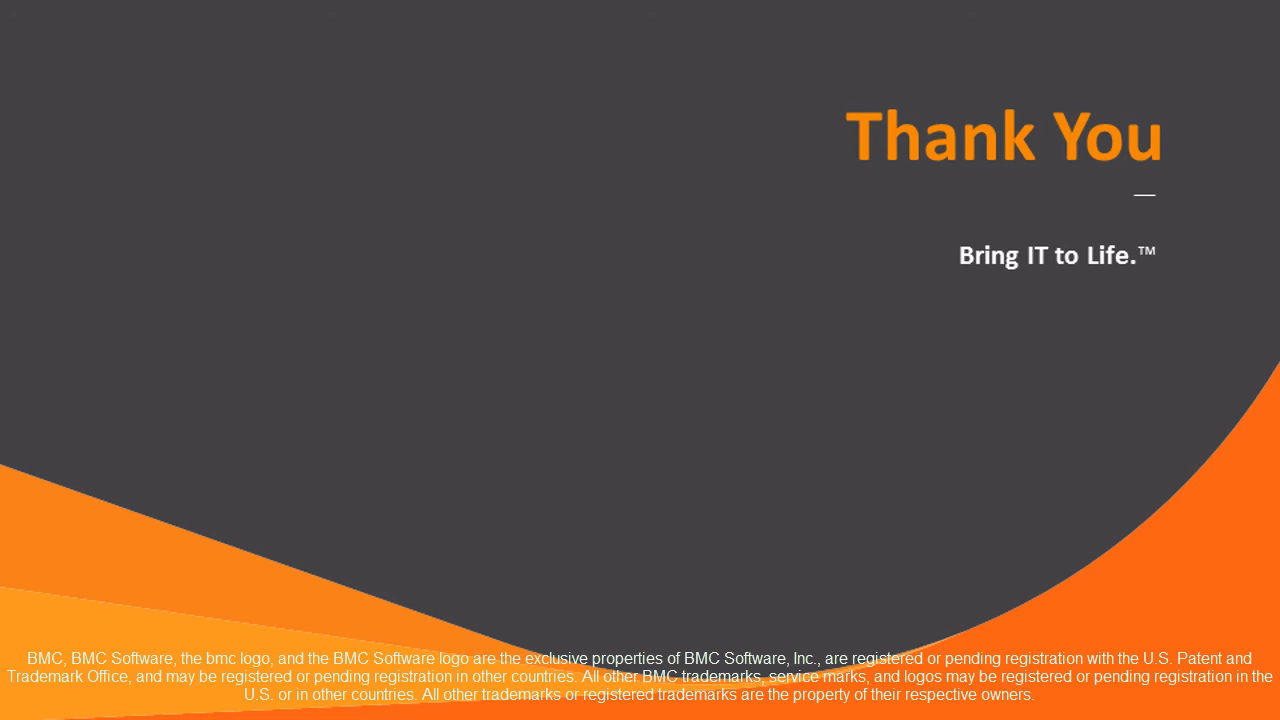 Thank You
—
Bring IT to Life.™
BMC, BMC Software, the bmc logo, and the BMC Software logo are the exclusive properties of BMC Software, Inc., are registered or pending registration with the U.S. Patent and
Trademark Office, and may be registered or pending registration in other countries. All other BMC trademarks, service marks, and logos may be registered or pending registration in the
U.S. or in other countries. All other trademarks or registered trademarks are the property of their respective owners.